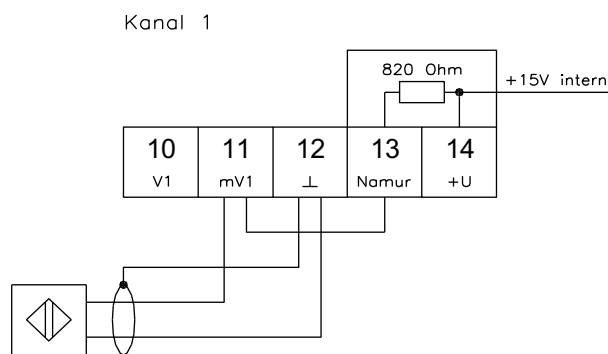 Kanal 1
820 Ohm
+15V intern
10 11 12 13 14
V1 mV1 ⊥ Namur +U